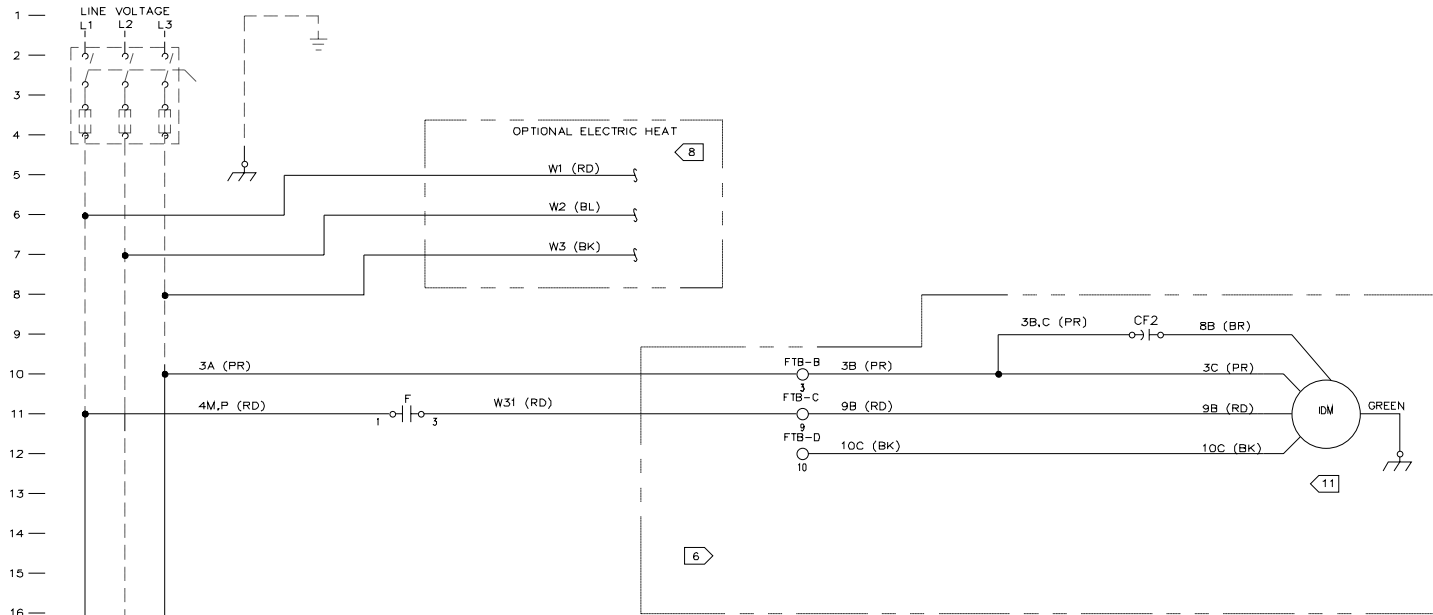 1
LINE VOLTAGE
L1 L2 L3
2
3
4
OPTIONAL ELECTRIC HEAT
8
5
W1 (RD)
6
W2 (BL)
7
W3 (BK)
8
9
3B,C (PR) CF2 8B (BR)
10
3A (PR) FTB-B 3B (PR) 3C (PR)
3
11
4M,P (RD) 1 F 3 W31 (RD) FTB-C 9B (RD) 9B (RD) IDM GREEN
9
12
FTB-D 10C (BK) 10C (BK)
10
11
13
14
6
15
16